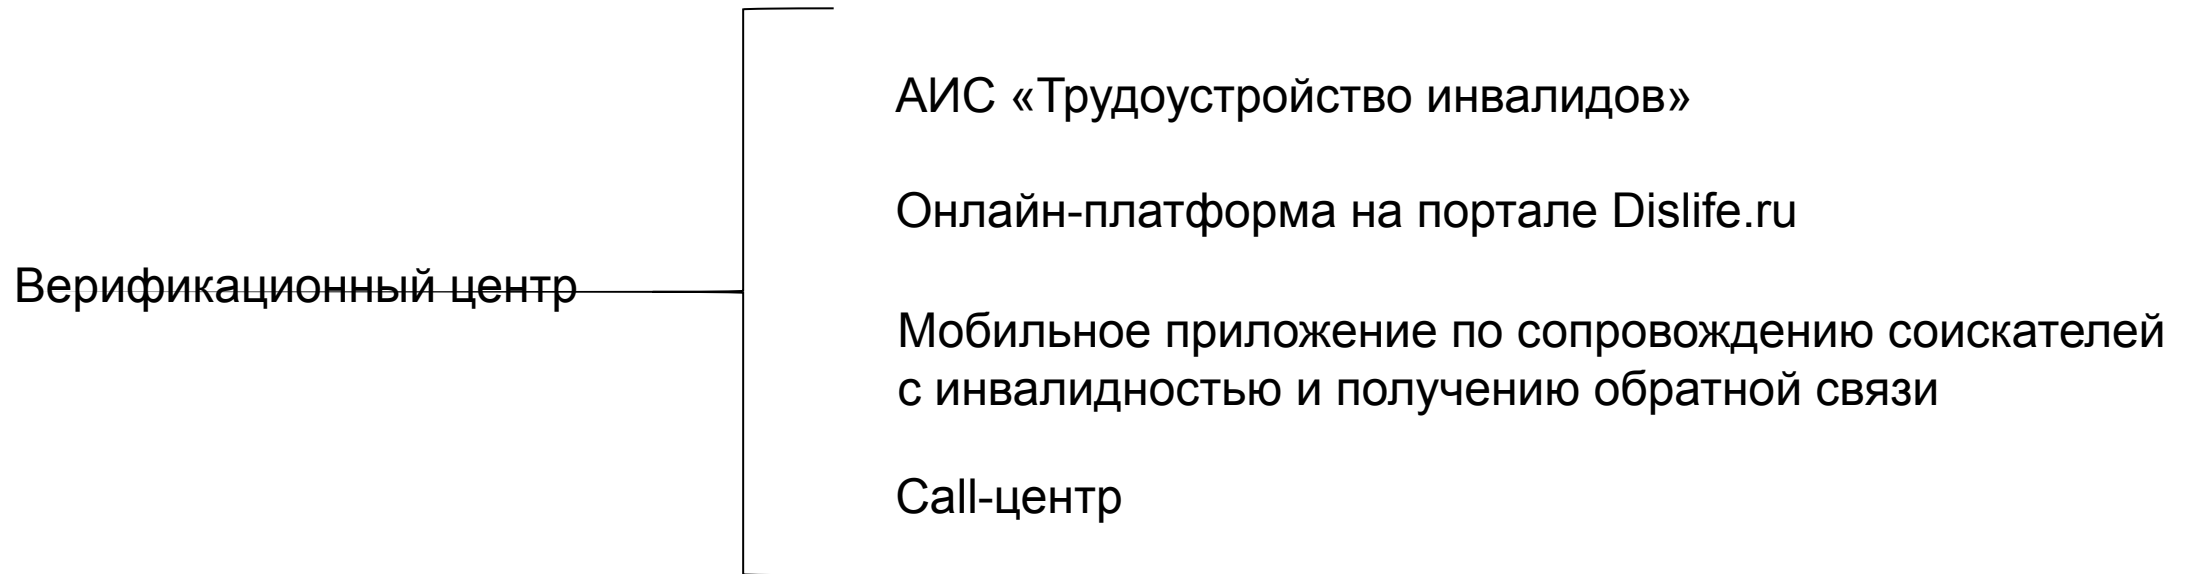 АИС «Трудоустройство инвалидов»
Онлайн-платформа на портале Dislife.ru
Верификационный центр
Мобильное приложение по сопровождению соискателей
с инвалидностью и получению обратной связи
Call-центр